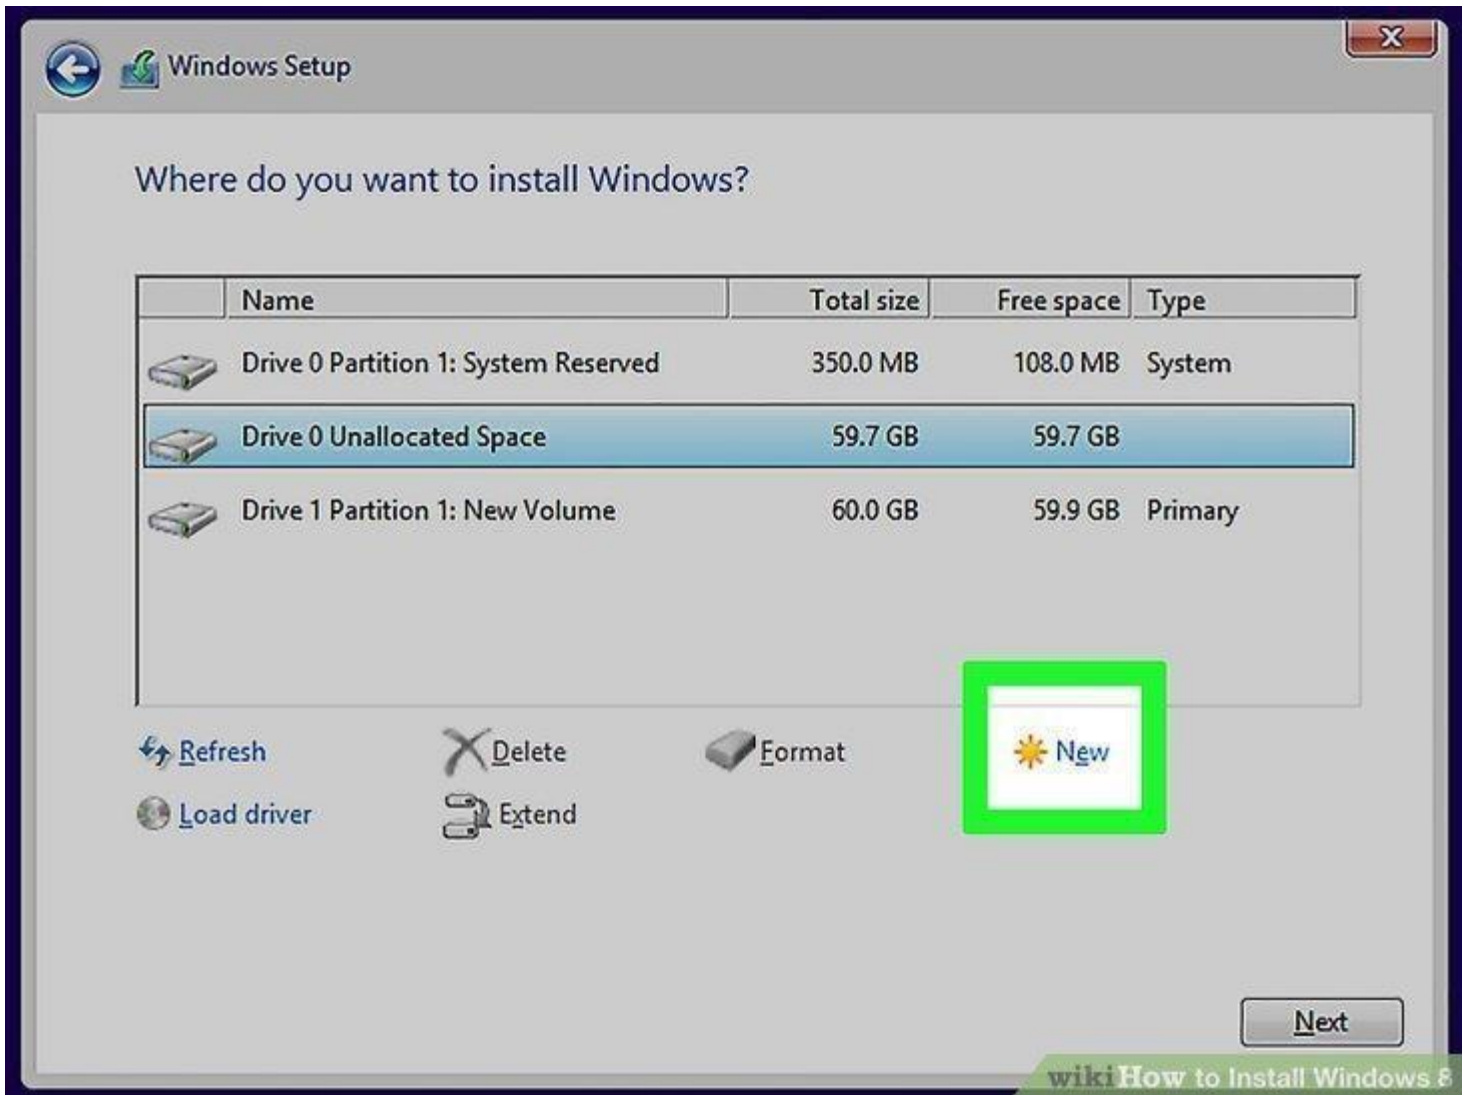 Windows Setup
X
Where do you want to install Windows?
Name Total size Free space Type
Drive 0 Partition 1: System Reserved 350.0 MB 108.0 MB System
Drive 0 Unallocated Space 59.7 GB 59.7 GB
Drive 1 Partition 1: New Volume 60.0 GB 59.9 GB Primary
Refresh Delete Format New
Load driver Extend
Next
wikiHow to Install Windows 8